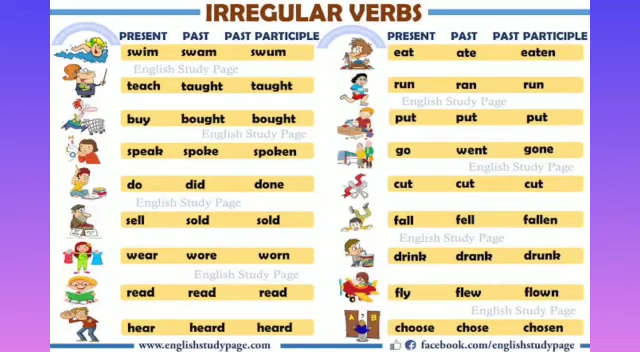 IRREGULAR VERBS
PRESENT PAST PAST PARTICIPLE
swim swam swum
English Study Page
teach taught taught
buy bought bought
English Study Page
speak spoke spoken
do did done
English Study Page
sell sold sold
wear wore worn
English Study Page
read read read
hear heard heard
www.englishstudypage.com
PRESENT PAST PAST PARTICIPLE
eat ate eaten
run ran run
English Study Page
put put put
go went gone
English Study Page
cut cut cut
fall fell fallen
English Study Page
drink drank drunk
fly flew flown
English Study Page
A ? B
choose chose chosen
facebook.com/englishstudypage